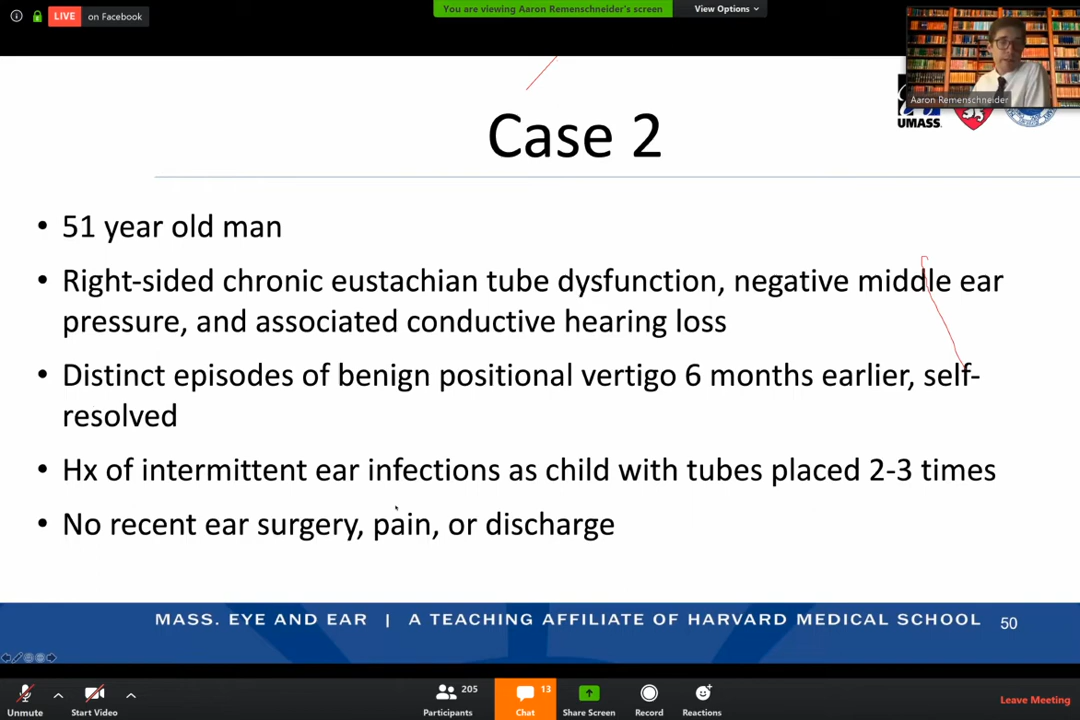 LIVE on Facebook
You are viewing Aaron Remenschneider's screen
View Options
Aaron Remenschneider
UMASS.
Case 2
• 51 year old man
• Right-sided chronic eustachian tube dysfunction, negative middle ear
pressure, and associated conductive hearing loss
• Distinct episodes of benign positional vertigo 6 months earlier, self-
resolved
• Hx of intermittent ear infections as child with tubes placed 2-3 times
• No recent ear surgery, pain, or discharge
MASS. EYE AND EAR | A TEACHING AFFILIATE OF HARVARD MEDICAL SCHOOL 50
205
13
Unmute
Start Video
Participants
Chat
Share Screen
Record
Reactions
Leave Meeting